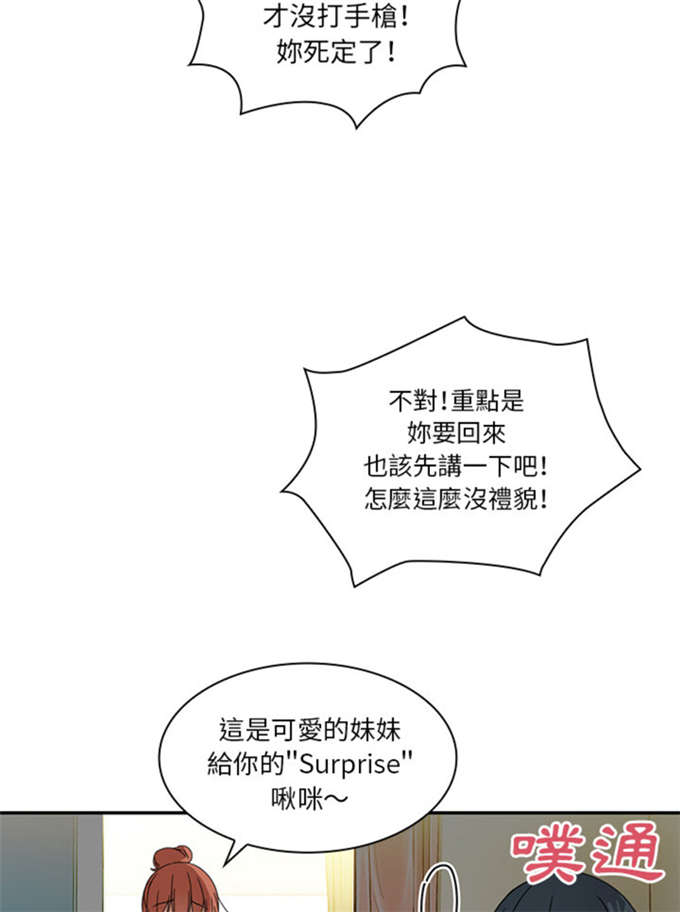 才沒打手槍!
妳死定了!
不對!重點是
妳要回來
也該先講一下吧!
怎麼這麼沒禮貌!
這是可愛的妹妹
給你的"Surprise"
啾咪～
噗通